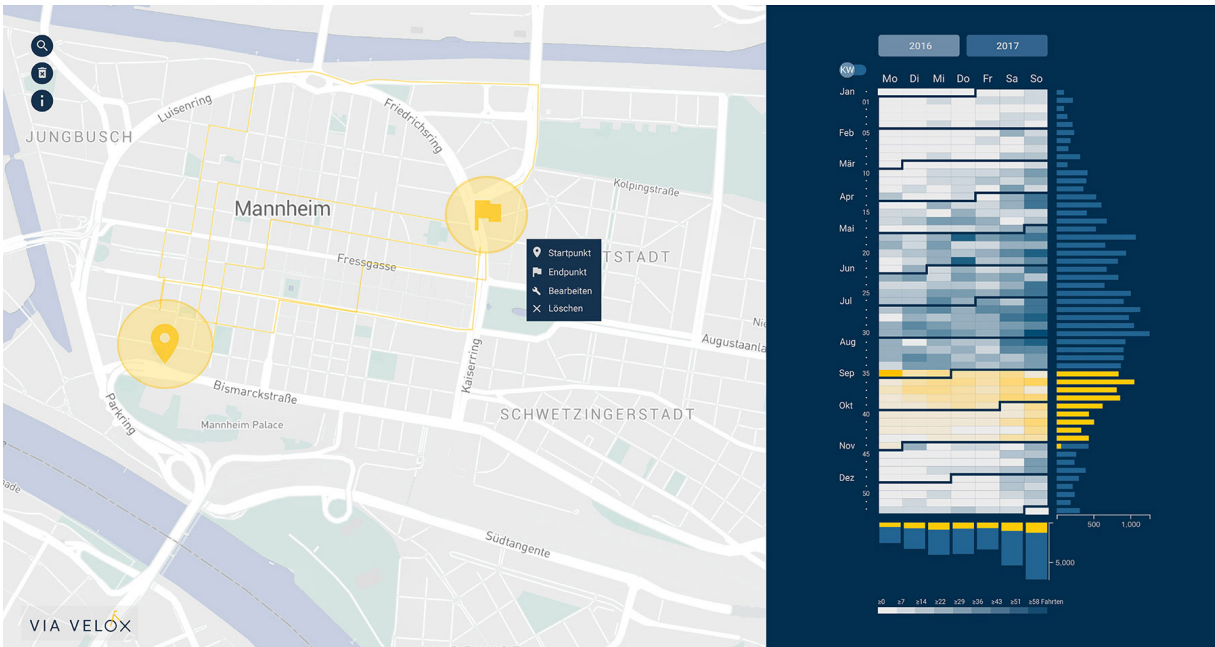 Luisenring
JUNGBUSCH
Friedrichsring
Kolpingstraße
Mannheim
Startpunkt
TSTADT
Endpunkt
Fressgasse
Bearbeiten
Löschen
Augustaanla
Kaiserring
Bismarckstraße
Parkring
SCHWETZINGERSTADT
Mannheim Palace
Südtangente
VIA VELOX
2016 2017
KW
Mo Di Mi Do Fr Sa So
Jan
01
Feb 05
Mär
10
Apr
15
Mai
20
Jun
25
Jul
30
Aug
Sep 35
Okt
40
Nov
45
Dez
50
500 1,000
5,000
≥0 ≥7 ≥14 ≥22 ≥29 ≥36 ≥43 ≥51 ≥58 Fahrten